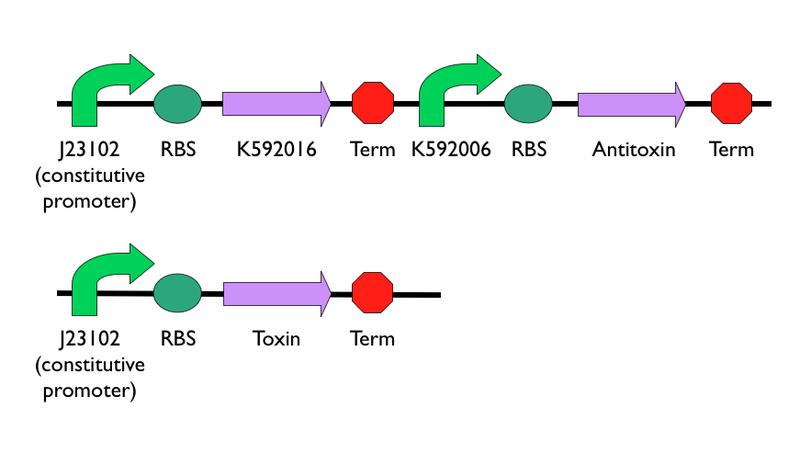 J23102 RBS K592016 Term K592006 RBS Antitoxin Term
(constitutive
promoter)
J23102 RBS Toxin Term
(constitutive
promoter)